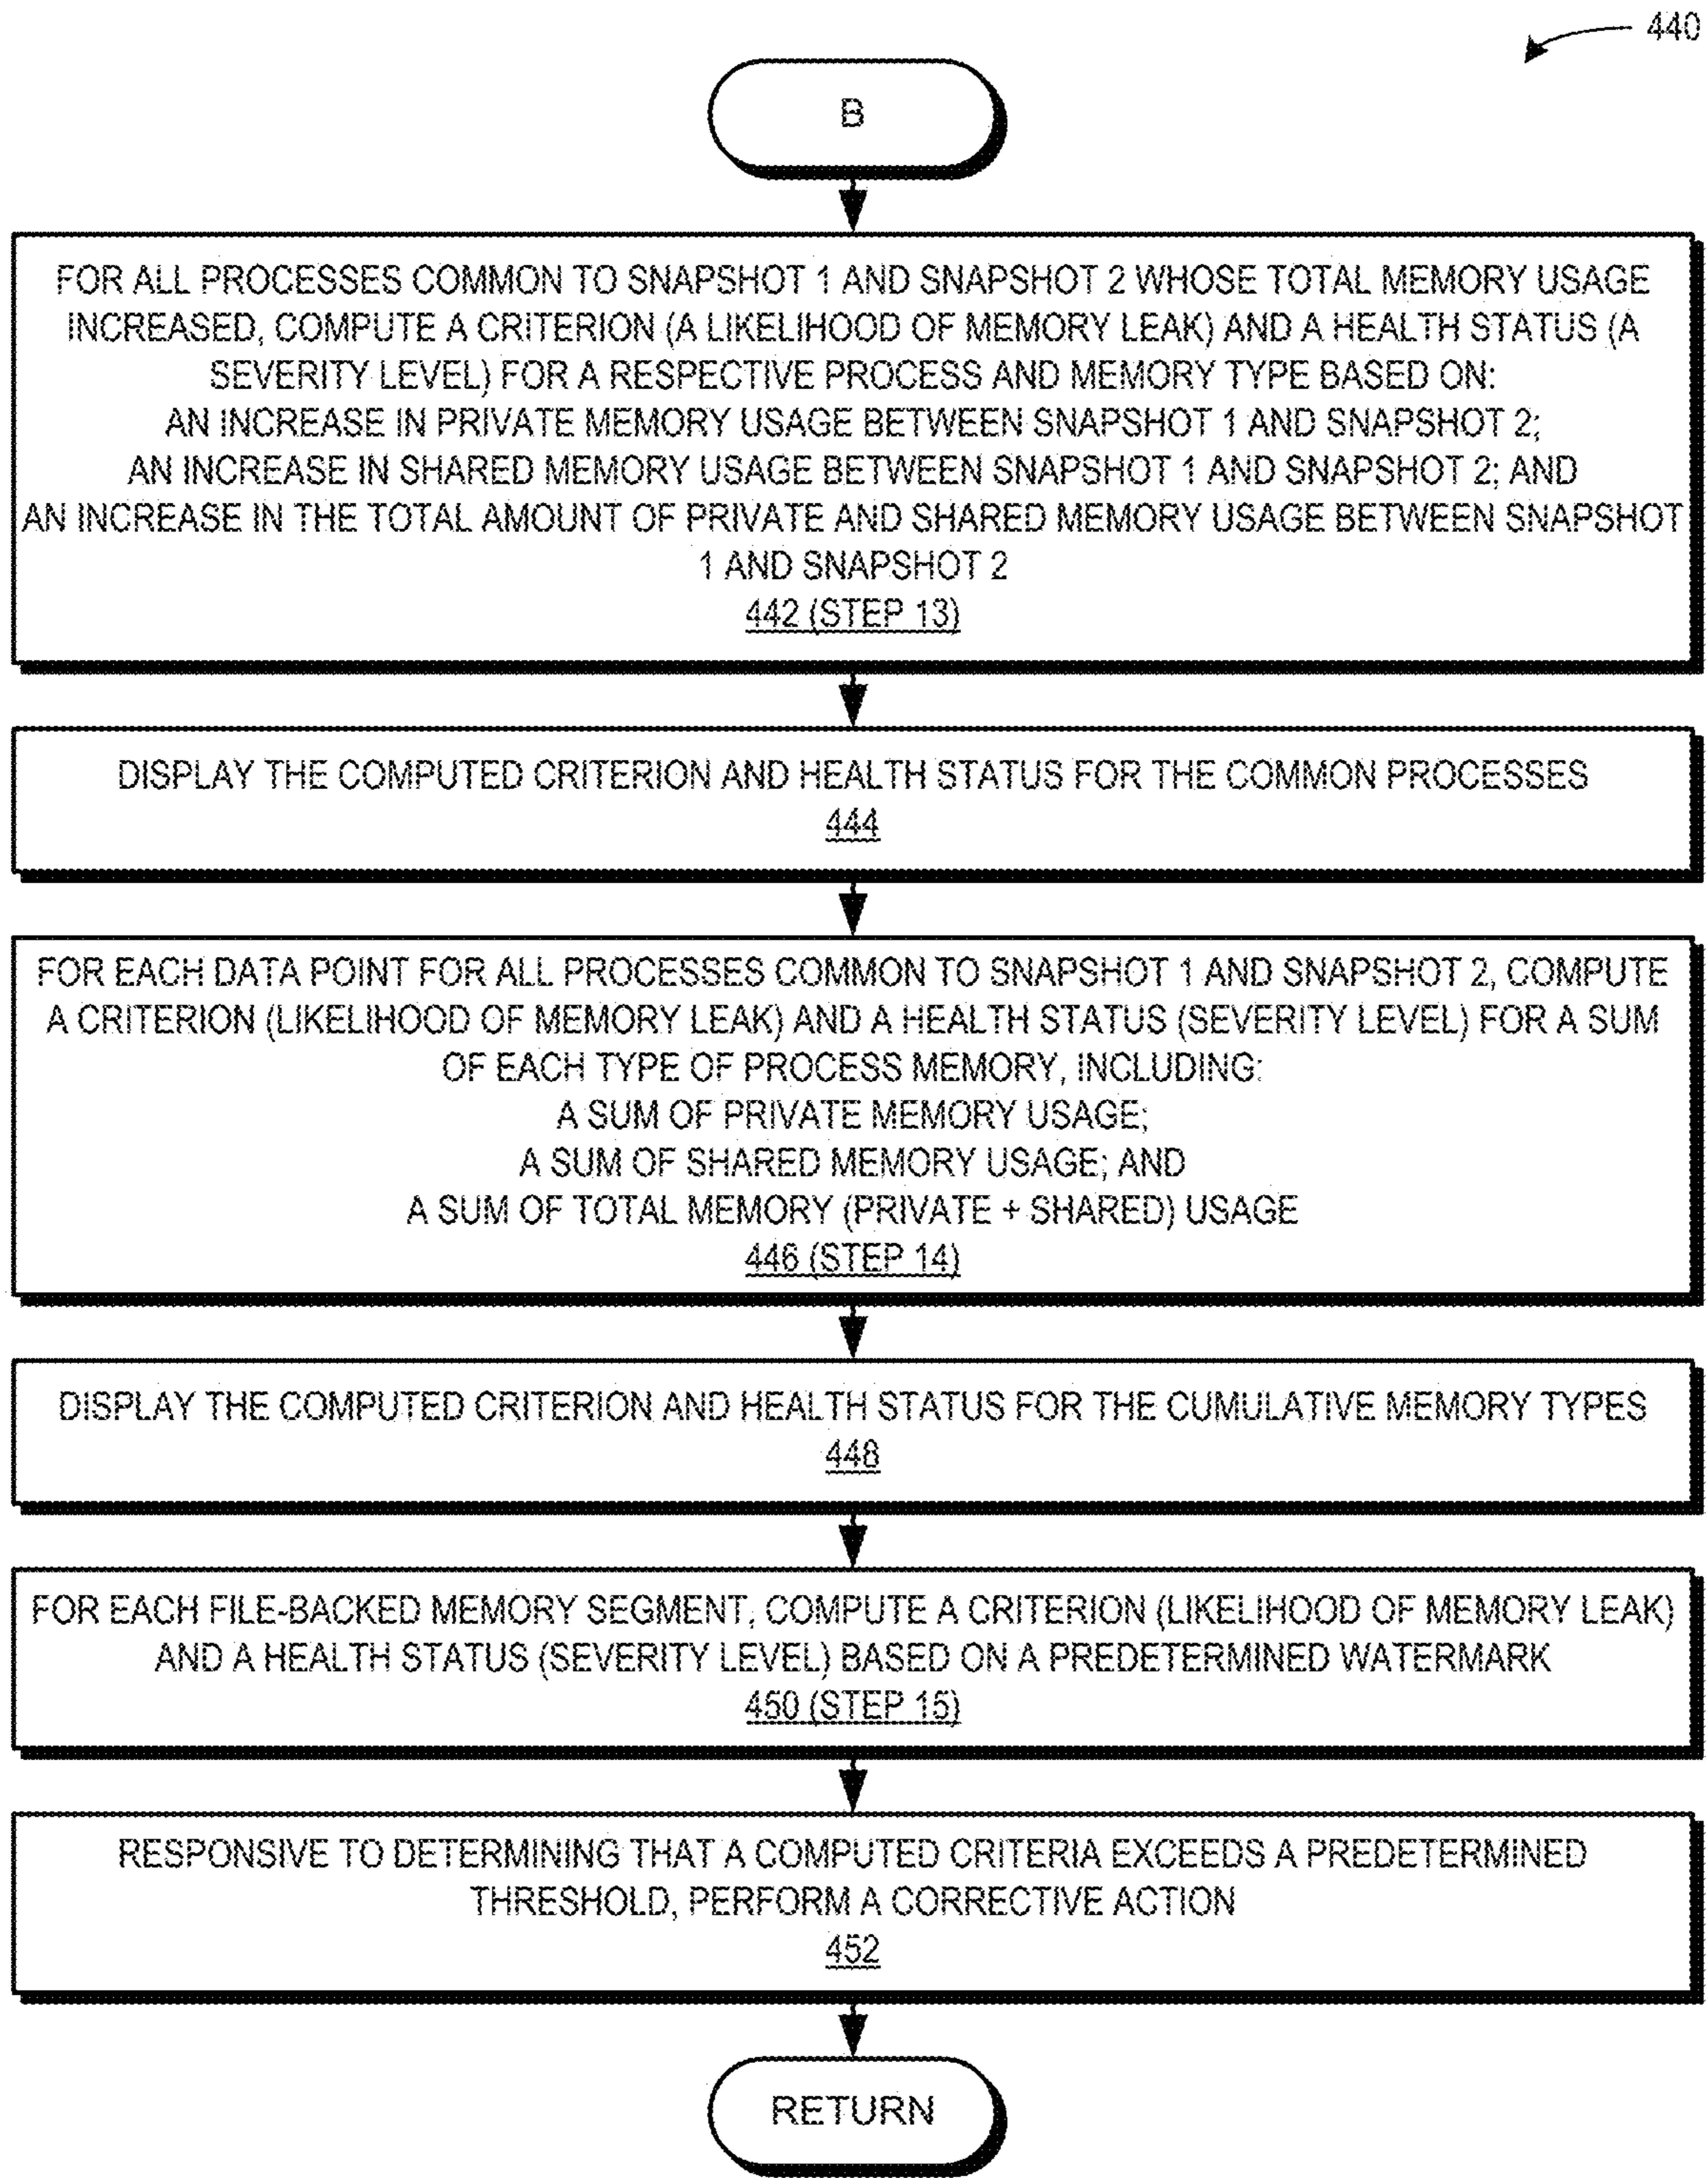 440
B
FOR ALL PROCESSES COMMON TO SNAPSHOT 1 AND SNAPSHOT 2 WHOSE TOTAL MEMORY USAGE
INCREASED, COMPUTE A CRITERION (A LIKELIHOOD OF MEMORY LEAK) AND A HEALTH STATUS (A
SEVERITY LEVEL) FOR A RESPECTIVE PROCESS AND MEMORY TYPE BASED ON:
AN INCREASE IN PRIVATE MEMORY USAGE BETWEEN SNAPSHOT 1 AND SNAPSHOT 2;
AN INCREASE IN SHARED MEMORY USAGE BETWEEN SNAPSHOT 1 AND SNAPSHOT 2; AND
AN INCREASE IN THE TOTAL AMOUNT OF PRIVATE AND SHARED MEMORY USAGE BETWEEN SNAPSHOT
1 AND SNAPSHOT 2
442 (STEP 13)
DISPLAY THE COMPUTED CRITERION AND HEALTH STATUS FOR THE COMMON PROCESSES
444
FOR EACH DATA POINT FOR ALL PROCESSES COMMON TO SNAPSHOT 1 AND SNAPSHOT 2, COMPUTE
A CRITERION (LIKELIHOOD OF MEMORY LEAK) AND A HEALTH STATUS (SEVERITY LEVEL) FOR A SUM
OF EACH TYPE OF PROCESS MEMORY, INCLUDING:
A SUM OF PRIVATE MEMORY USAGE;
A SUM OF SHARED MEMORY USAGE; AND
A SUM OF TOTAL MEMORY (PRIVATE + SHARED) USAGE
446 (STEP 14)
DISPLAY THE COMPUTED CRITERION AND HEALTH STATUS FOR THE CUMULATIVE MEMORY TYPES
448
FOR EACH FILE-BACKED MEMORY SEGMENT, COMPUTE A CRITERION (LIKELIHOOD OF MEMORY LEAK)
AND A HEALTH STATUS (SEVERITY LEVEL) BASED ON A PREDETERMINED WATERMARK
450 (STEP 15)
RESPONSIVE TO DETERMINING THAT A COMPUTED CRITERIA EXCEEDS A PREDETERMINED
THRESHOLD, PERFORM A CORRECTIVE ACTION
452
RETURN